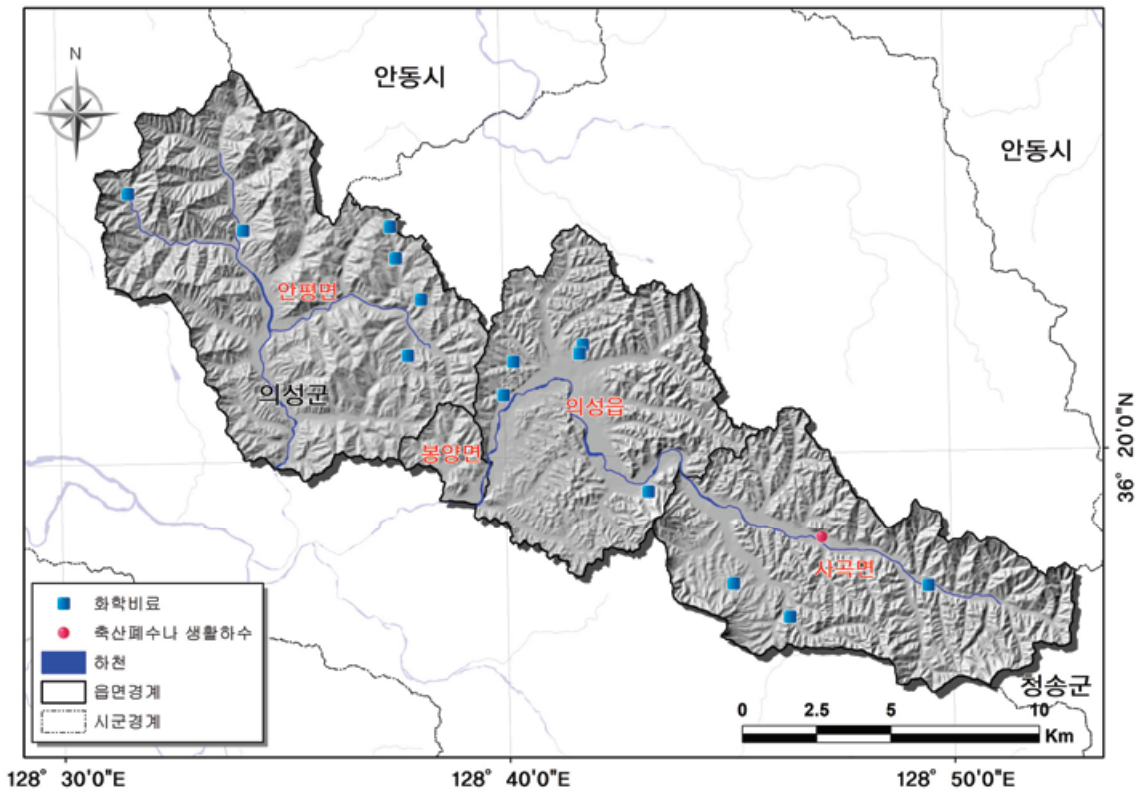 N
안동시
안동시
안평면
의성군
의성읍
봉양면
사곡면
청송군
36° 20'0"N
화학비료
축산폐수나 생활하수
하천
읍면경계
시군경계
0 2.5 5 10
Km
128° 30'0"E 128° 40'0"E 128° 50'0"E